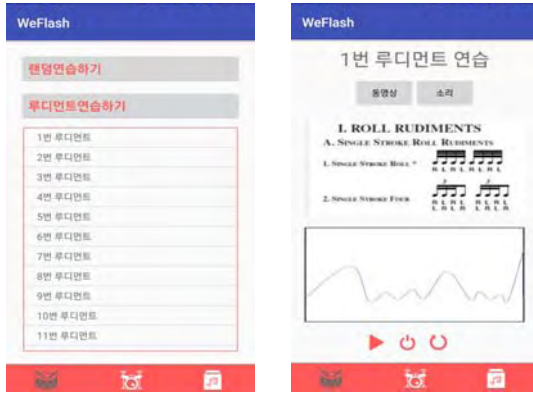 WeFlash
랜덤연습하기
루디먼트연습하기
1번 루디먼트
2번 루디먼트
3번 루디먼트
4번 루디먼트
5번 루디먼트
6번 루디먼트
7번 루디먼트
8번 루디먼트
9번 루디먼트
10번 루디먼트
11번 루디먼트
WeFlash
1번 루디먼트 연습
동영상 소리
I. ROLL RUDIMENTS
A. SINGLE STROKE ROLL RUDIMENTS
1. SINGLE STROKE ROLL *
R L R L R L R L
2. SINGLE STROKE FOUR
3 3
R L R L R L R L
L R L R L R L R